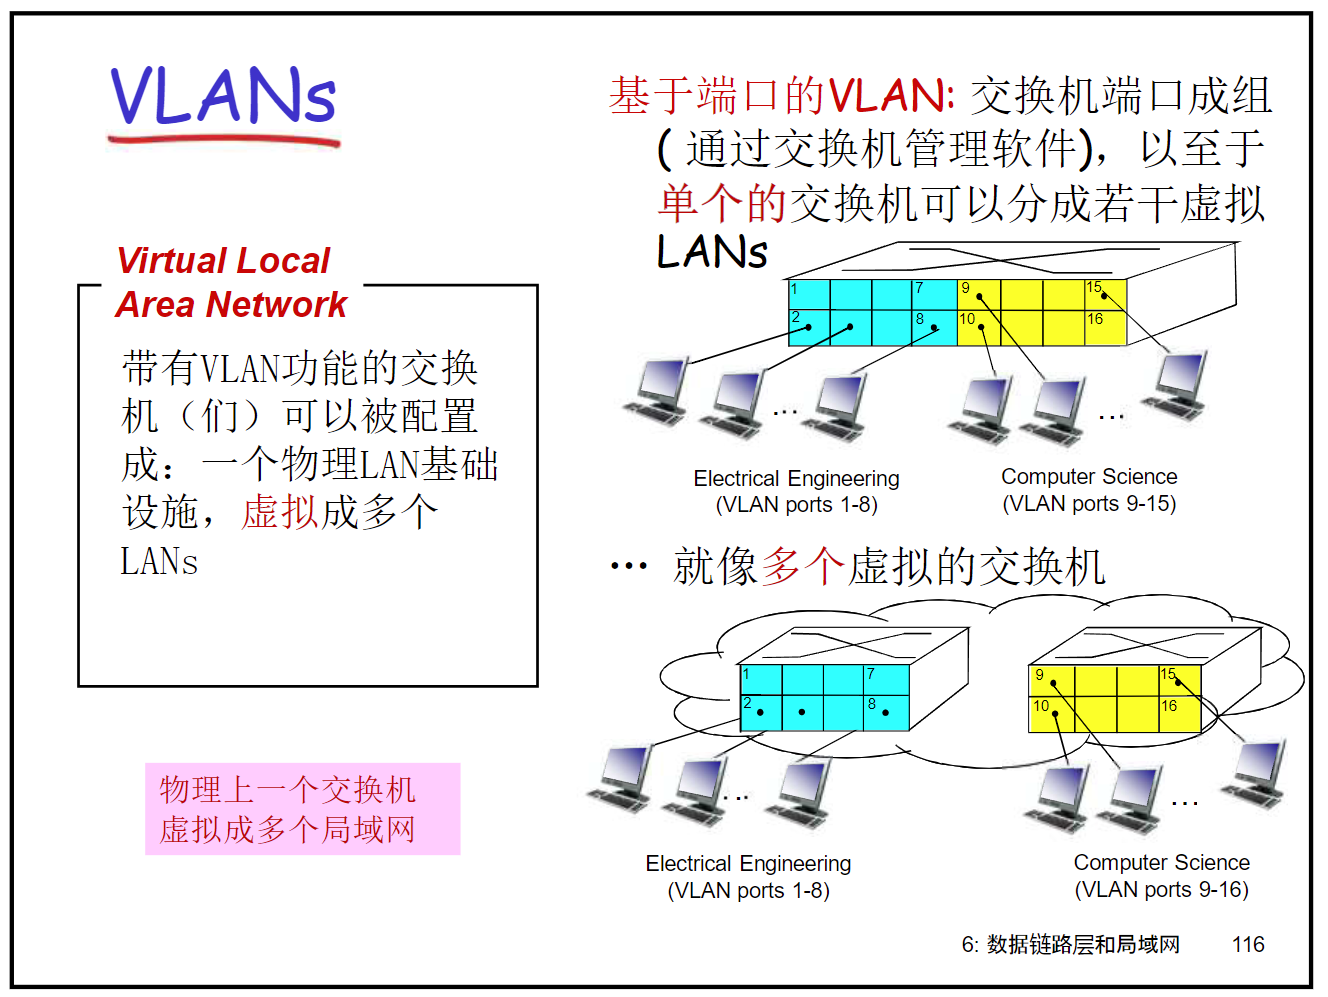 VLANs
Virtual Local
Area Network
带有VLAN功能的交换
机（们）可以被配置
成：一个物理LAN基础
设施，虚拟成多个
LANs
物理上一个交换机
虚拟成多个局域网
基于端口的VLAN: 交换机端口成组
( 通过交换机管理软件)，以至于
单个的交换机可以分成若干虚拟
LANs
1 7 9 15
2 8 10 16
...
...
Electrical Engineering
(VLAN ports 1-8)
Computer Science
(VLAN ports 9-15)
… 就像多个虚拟的交换机
1 7 9 15
2 8 10 16
...
...
Electrical Engineering
(VLAN ports 1-8)
Computer Science
(VLAN ports 9-16)
6: 数据链路层和局域网 116